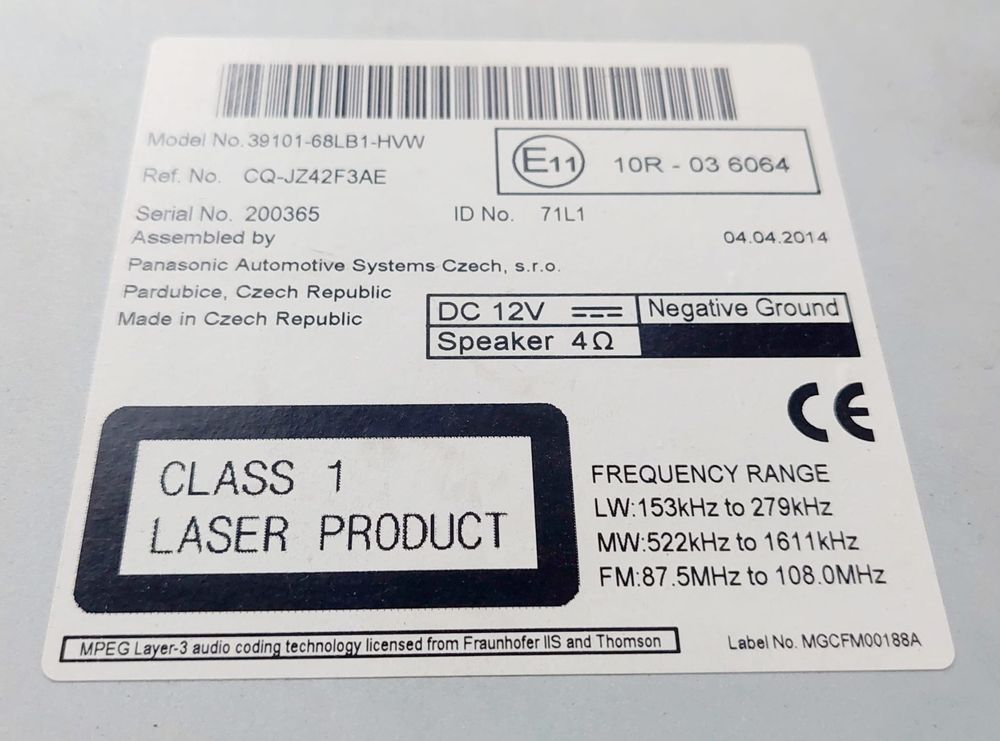 Model No. 39101-68LB1-HVW
E11 10R - 03 6064
Ref. No. CQ-JZ42F3AE
Serial No. 200365 ID No. 71L1
Assembled by 04.04.2014
Panasonic Automotive Systems Czech, s.r.o.
Pardubice, Czech Republic
Made in Czech Republic
DC 12V Negative Ground
Speaker 4Ω
CE
CLASS 1
LASER PRODUCT
FREQUENCY RANGE
LW:153kHz to 279kHz
MW:522kHz to 1611kHz
FM:87.5MHz to 108.0MHz
MPEG Layer-3 audio coding technology licensed from Fraunhofer IIS and Thomson
Label No. MGCFM00188A